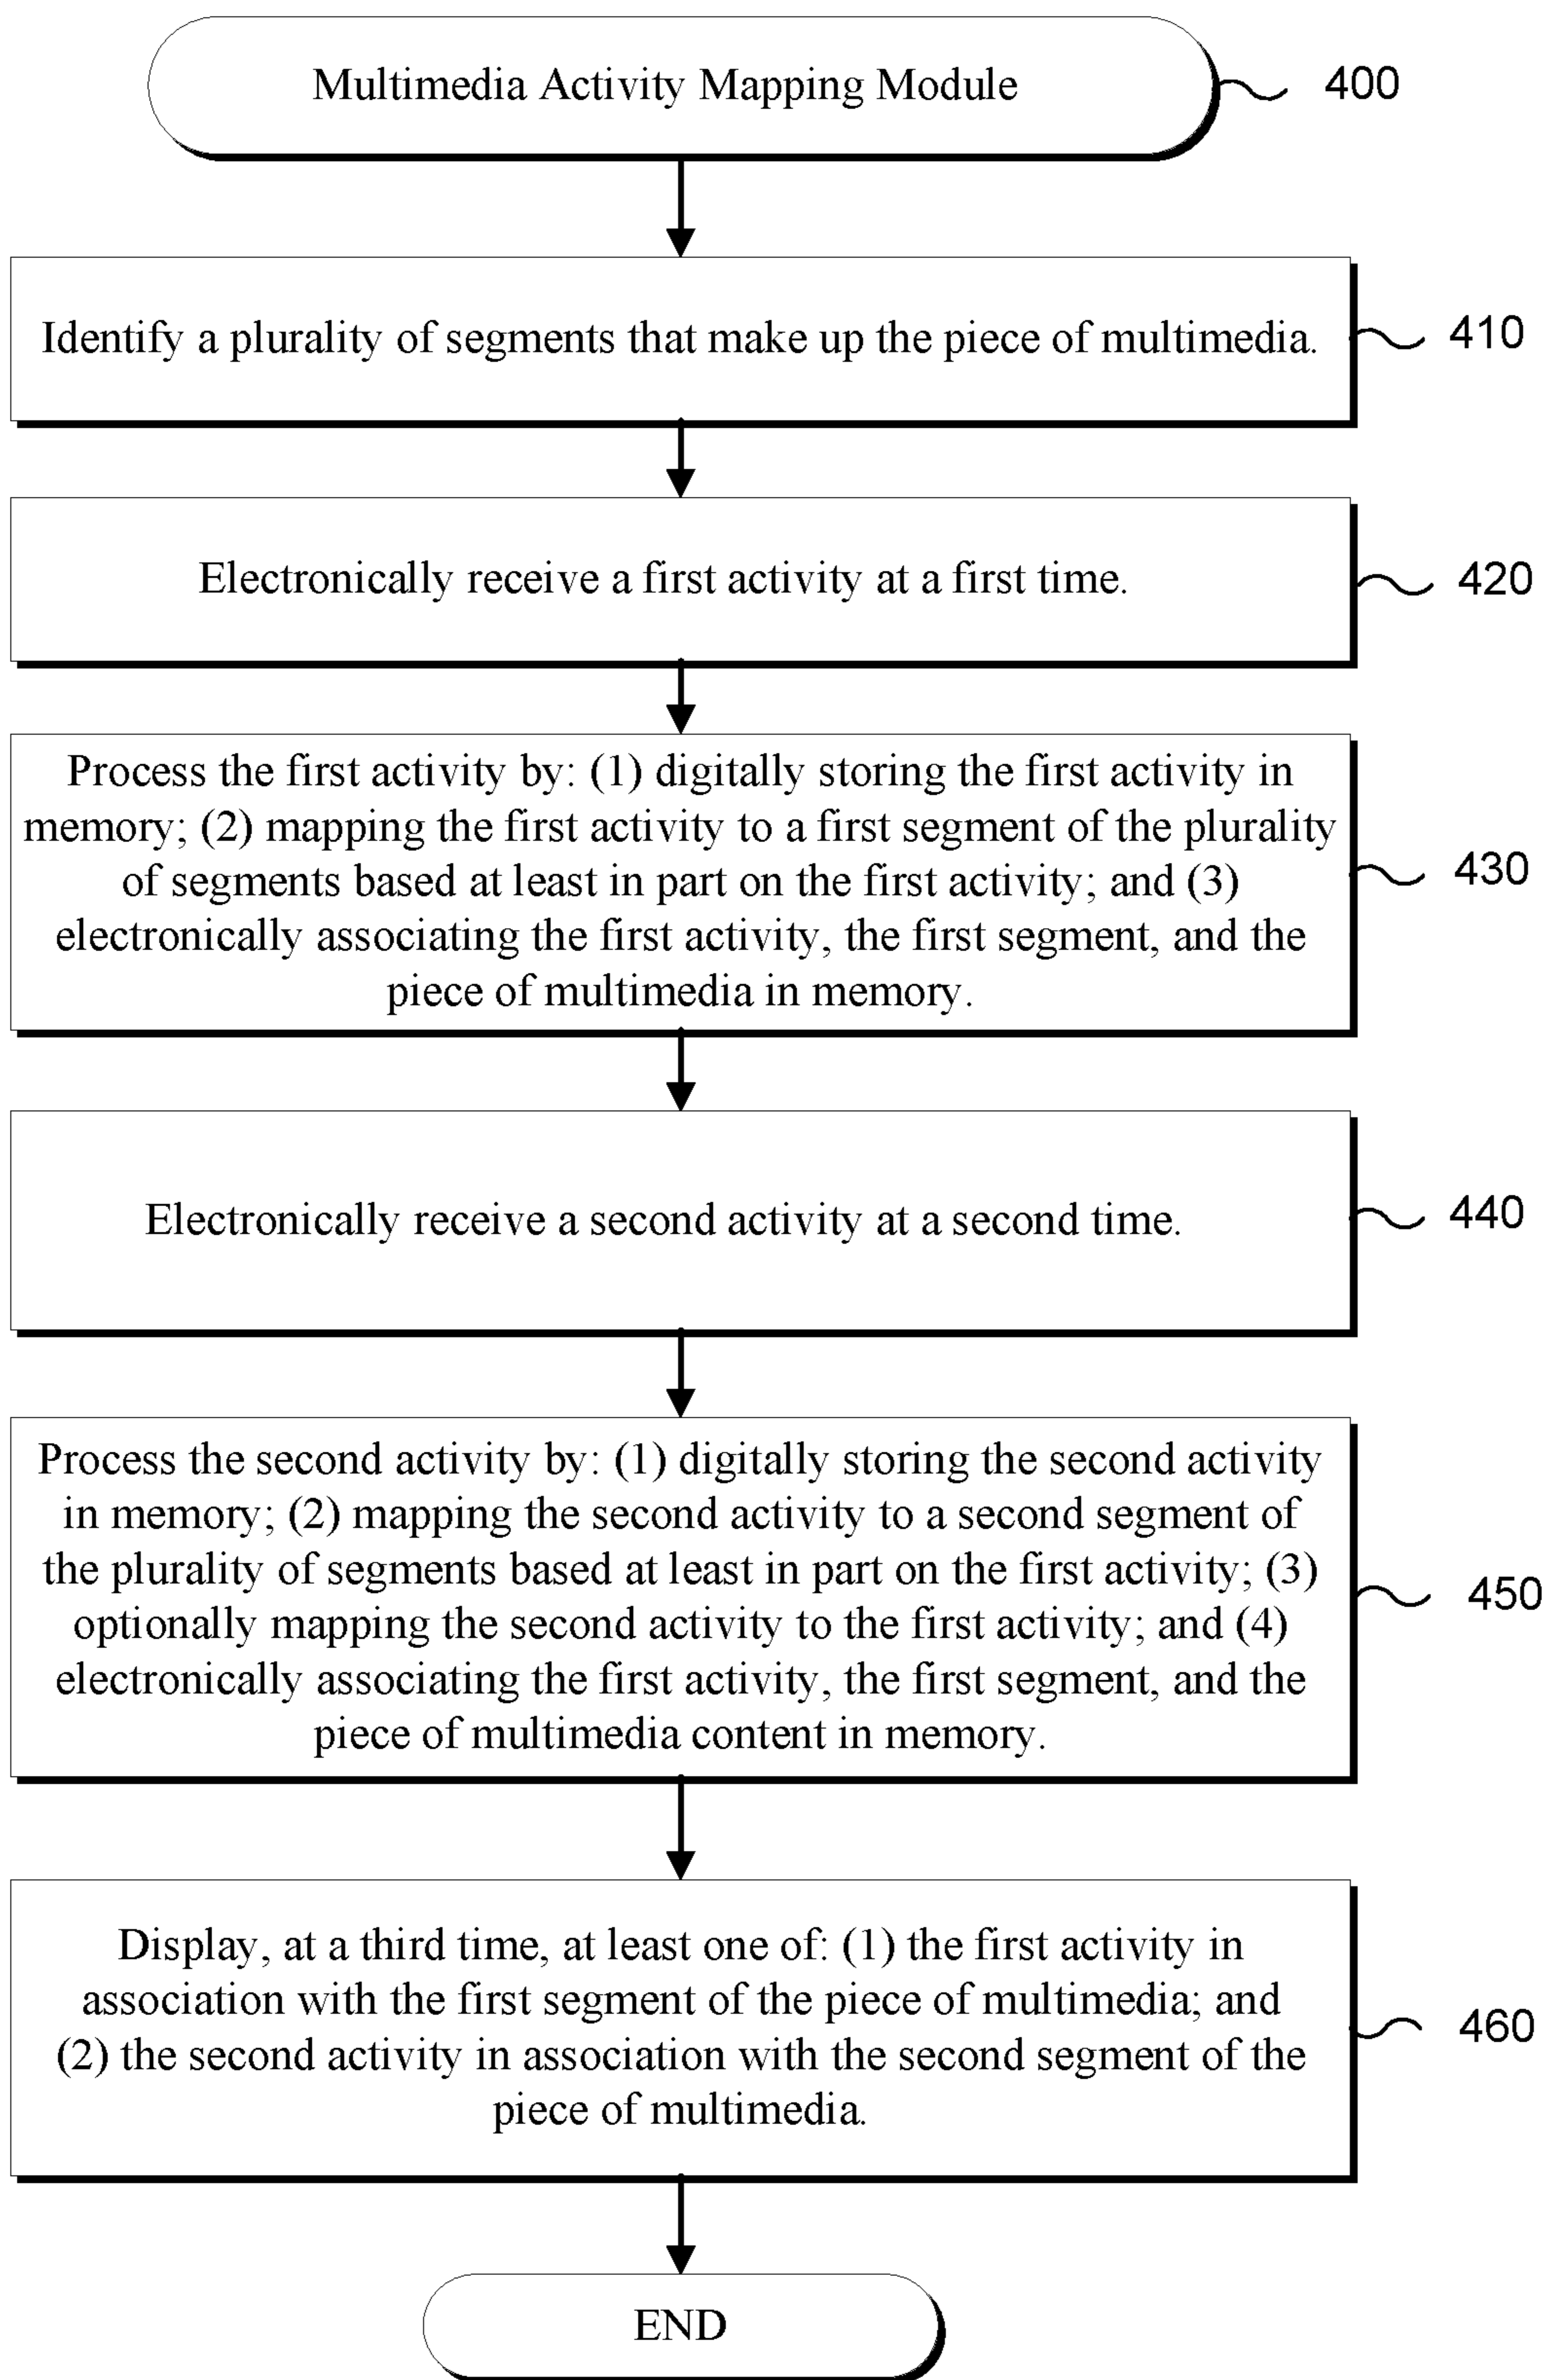 Multimedia Activity Mapping Module
400
Identify a plurality of segments that make up the piece of multimedia.
410
Electronically receive a first activity at a first time.
420
Process the first activity by: (1) digitally storing the first activity in
memory; (2) mapping the first activity to a first segment of the plurality
of segments based at least in part on the first activity; and (3)
electronically associating the first activity, the first segment, and the
piece of multimedia in memory.
430
Electronically receive a second activity at a second time.
440
Process the second activity by: (1) digitally storing the second activity
in memory; (2) mapping the second activity to a second segment of
the plurality of segments based at least in part on the first activity; (3)
optionally mapping the second activity to the first activity; and (4)
electronically associating the first activity, the first segment, and the
piece of multimedia content in memory.
450
Display, at a third time, at least one of: (1) the first activity in
association with the first segment of the piece of multimedia; and
(2) the second activity in association with the second segment of the
piece of multimedia.
460
END